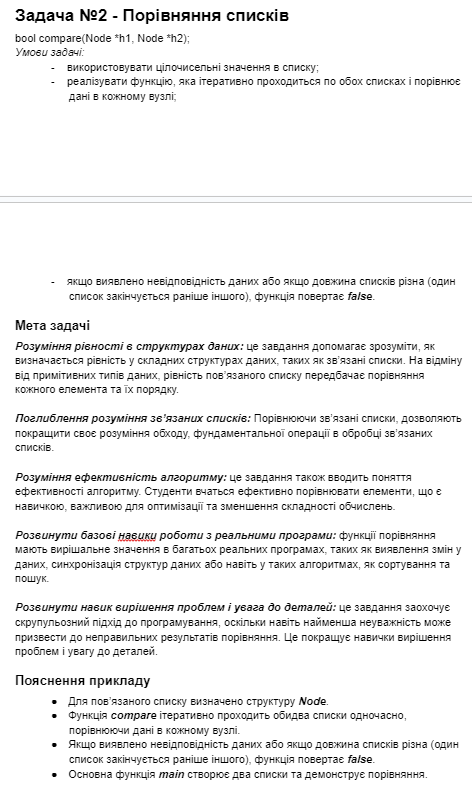 Задача №2 - Порівняння списків
bool compare(Node *h1, Node *h2);
Умови задачі:
- використовувати цілочисельні значення в списку;
- реалізувати функцію, яка ітеративно проходиться по обох списках і порівнює
дані в кожному вузлі;
- якщо виявлено невідповідність даних або якщо довжина списків різна (один
список закінчується раніше іншого), функція повертає false.
Мета задачі
Розуміння рівності в структурах даних: це завдання допомагає зрозуміти, як
визначається рівність у складних структурах даних, таких як зв'язані списки. На відміну
від примітивних типів даних, рівність пов'язаного списку передбачає порівняння
кожного елемента та їх порядку.
Поглиблення розуміння зв'язаних списків: Порівнюючи зв'язані списки, дозволяють
покращити своє розуміння обходу, фундаментальної операції в обробці зв'язаних
списків.
Розуміння ефективність алгоритму: це завдання також вводить поняття
ефективності алгоритму. Студенти вчаться ефективно порівнювати елементи, що є
навичкою, важливою для оптимізації та зменшення складності обчислень.
Розвинути базові навики роботи з реальними програми: функції порівняння
мають вирішальне значення в багатьох реальних програмах, таких як виявлення змін у
даних, синхронізація структур даних або навіть у таких алгоритмах, як сортування та
пошук.
Розвинути навик вирішення проблем і увага до деталей: це завдання заохочує
скрупульозний підхід до програмування, оскільки навіть найменша неуважність може
призвести до неправильних результатів порівняння. Це покращує навички вирішення
проблем і увагу до деталей.
Пояснення прикладу
● Для пов'язаного списку визначено структуру Node.
● Функція compare ітеративно проходить обидва списки одночасно,
порівнюючи дані в кожному вузлі.
● Якщо виявлено невідповідність даних або якщо довжина списків різна (один
список закінчується раніше іншого), функція повертає false.
● Основна функція main створює два списки та демонструє порівняння.